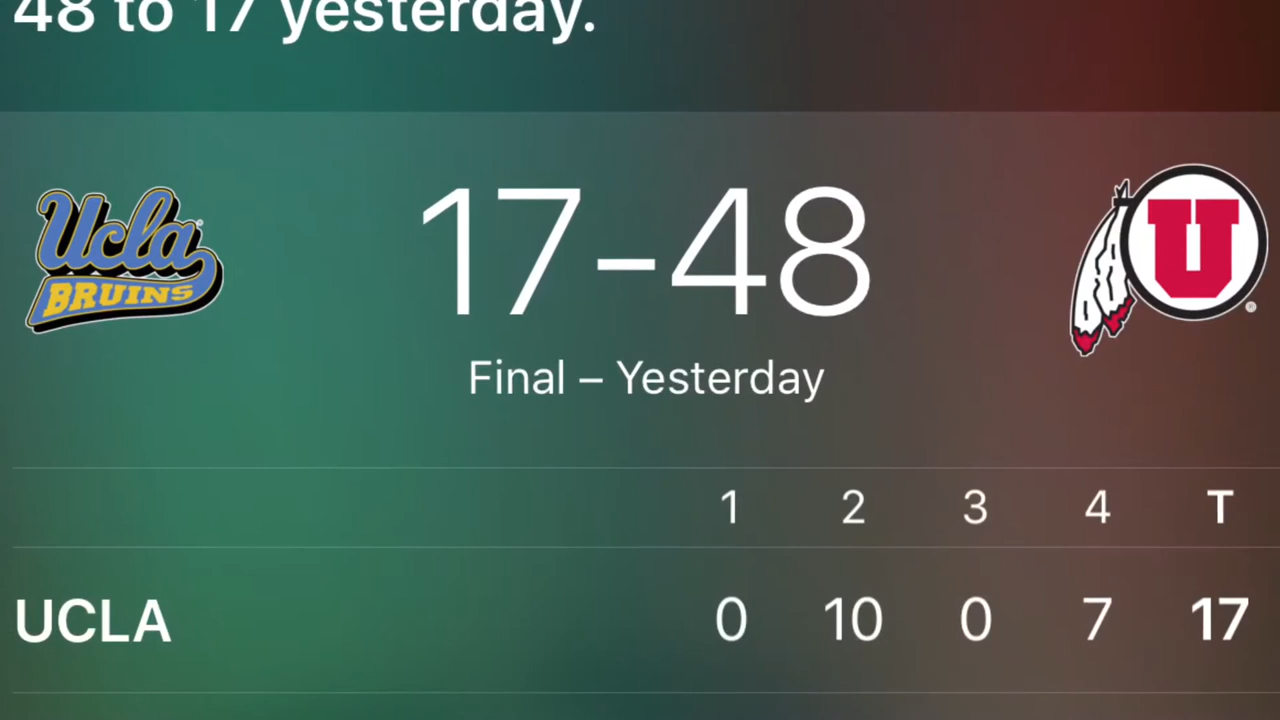 48 to 17 yesterday.
Ucla
BRUINS
17-48
U
Final – Yesterday
1 2 3 4 T
UCLA 0 10 0 7 17